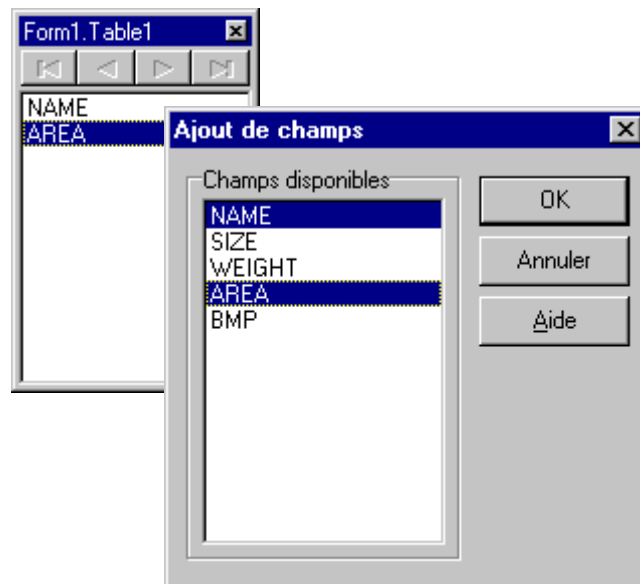 Form1.Table1
NAME
AREA
Ajout de champs
Champs disponibles
NAME
SIZE
WEIGHT
AREA
BMP
OK
Annuler
Aide